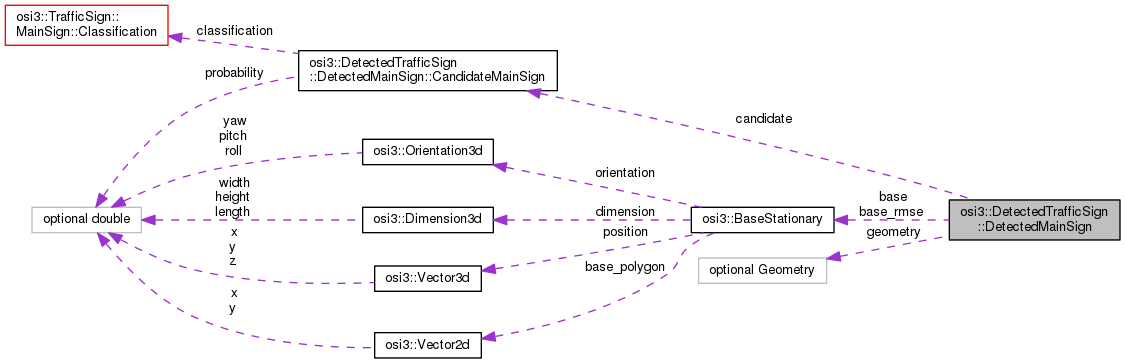 osi3::TrafficSign::
MainSign::Classification
classification
osi3::DetectedTrafficSign
::DetectedMainSign::CandidateMainSign
probability
candidate
yaw
pitch
roll
osi3::Orientation3d
orientation
width
height
length
optional double
osi3::Dimension3d
dimension
osi3::BaseStationary
base
base_rmse
osi3::DetectedTrafficSign
::DetectedMainSign
geometry
x
y
z
position
osi3::Vector3d
base_polygon
optional Geometry
x
y
osi3::Vector2d